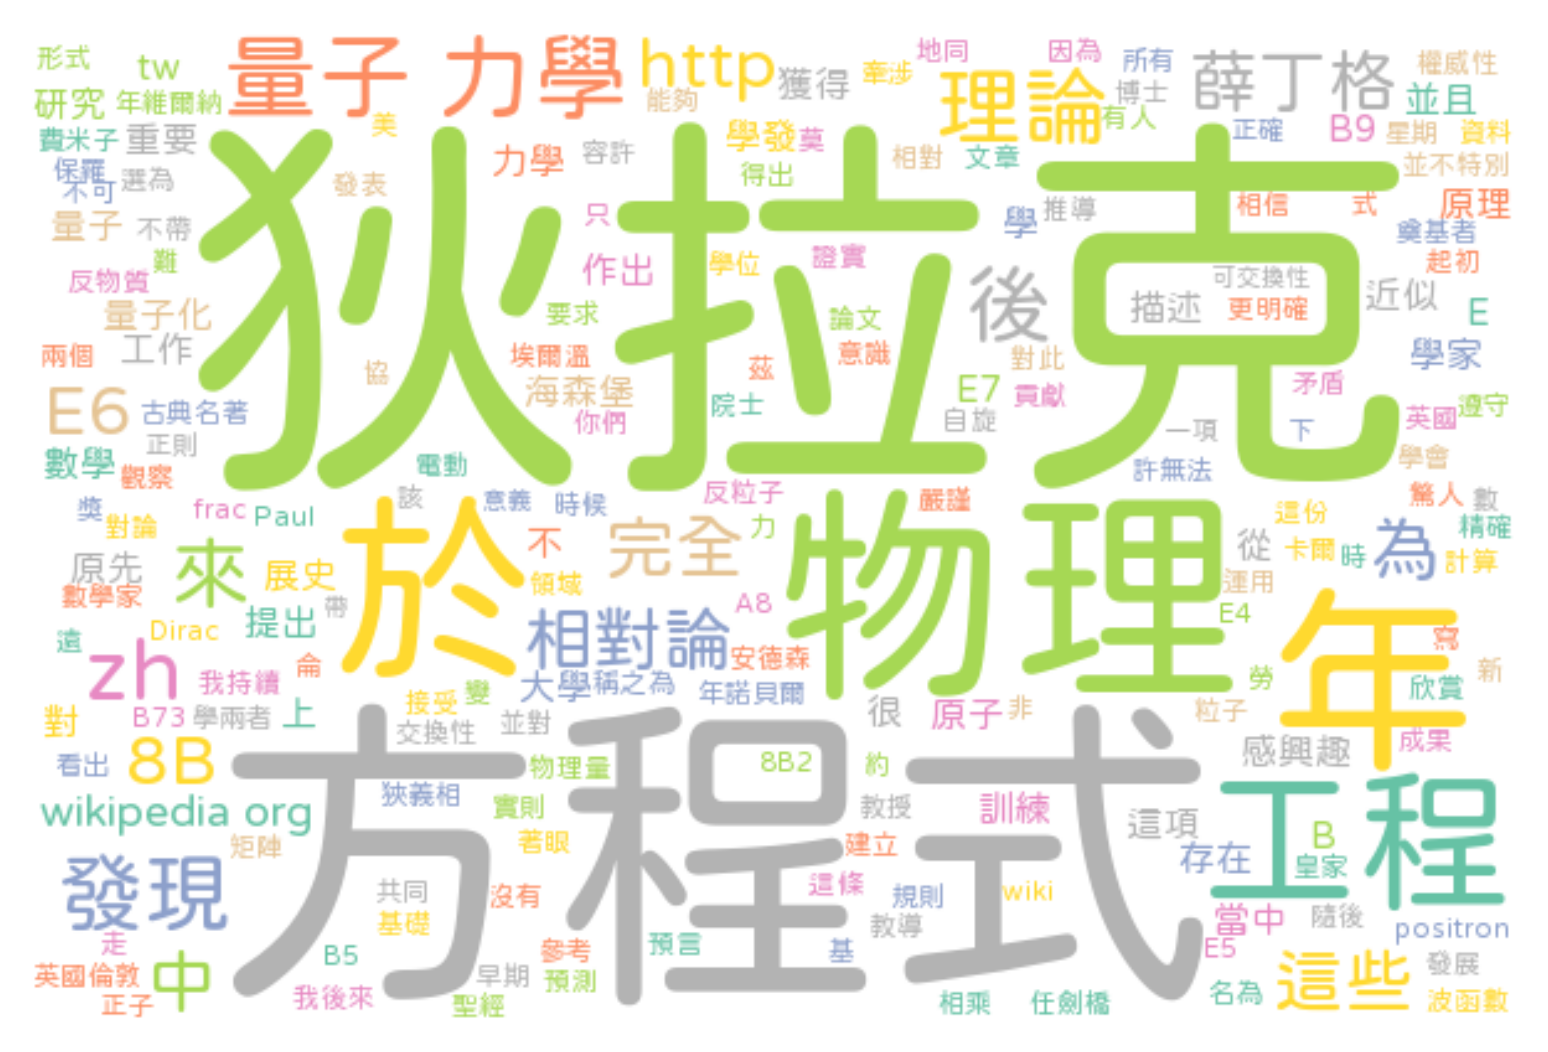 形式 tw 量子 力學 http 獲得 牽涉 地同 因為 所有 薛丁格 權威性
研究 年維爾納 能夠 理論 博士 並且
費米子 重要 美 學發 莫 有人 正確 B9 星期 資料
保羅 不可 選為 發表 力學 容許 得出 相對 文章 並不特別
量子 不帶 狄拉克 只 學 推導 相信 式 原理
難 作出 學位 證實 奠基者
反物質 後 可交換性 起初
量子化 要求 論文 描述 更明確 近似 E
兩個 工作 埃爾溫 茲 意識 對此 學家
協 海森堡 E7 貢獻 矛盾
E6 古典名著 你們 院士 自旋 一項 下 英國 遵守
數學 正則 觀察 電動 許無法 學會
獎 frac Paul 該 意義 時候 反粒子 嚴謹 驚人 數
對論 不 完全 力 物理 從 這份 精確
原先 來 展史 於 領域 卡爾 時 為 計算
數學家 帶 運用
遠 Dirac 提出 相對論 A8 E4 年 寫
zh 我持續 侖 安德森 勞 新
大學 稱之為 年諾貝爾 欣賞
對 B73 學兩者 上 接受 變 並對 很 原子 非 粒子
看出 8B 交換性 物理量 8B2 約 感興趣 成果
wikipedia org 方程式 狹義相 實則 教授 訓練 這項 工程
發現 矩陣 著眼 建立 存在 B 皇家
共同 沒有 這條 規則 wiki
走 基礎 教導 當中 隨後 positron
英國倫敦 中 B5 早期 參考 預言 基 E5 這些 發展
正子 我後來 聖經 預測 相乘 任劍橋 名為 波函數